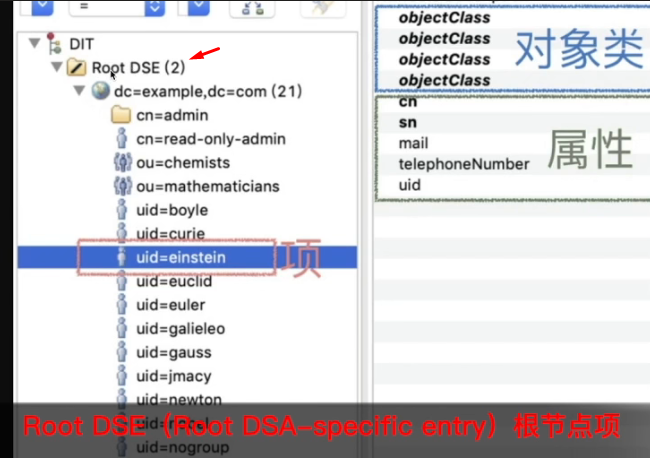 =
DIT
Root DSE (2)
dc=example,dc=com (21)
cn=admin
cn=read-only-admin
ou=chemists
ou=mathematicians
uid=boyle
uid=curie
uid=einstein
项
uid=euclid
uid=euler
uid=galieleo
uid=gauss
uid=jmacy
uid=newton
uid=nogroup
objectClass
objectClass
objectClass
objectClass
对象类
cn
sn
mail
telephoneNumber
uid
属性
Root DSE（Root DSA-specific entry）根节点项